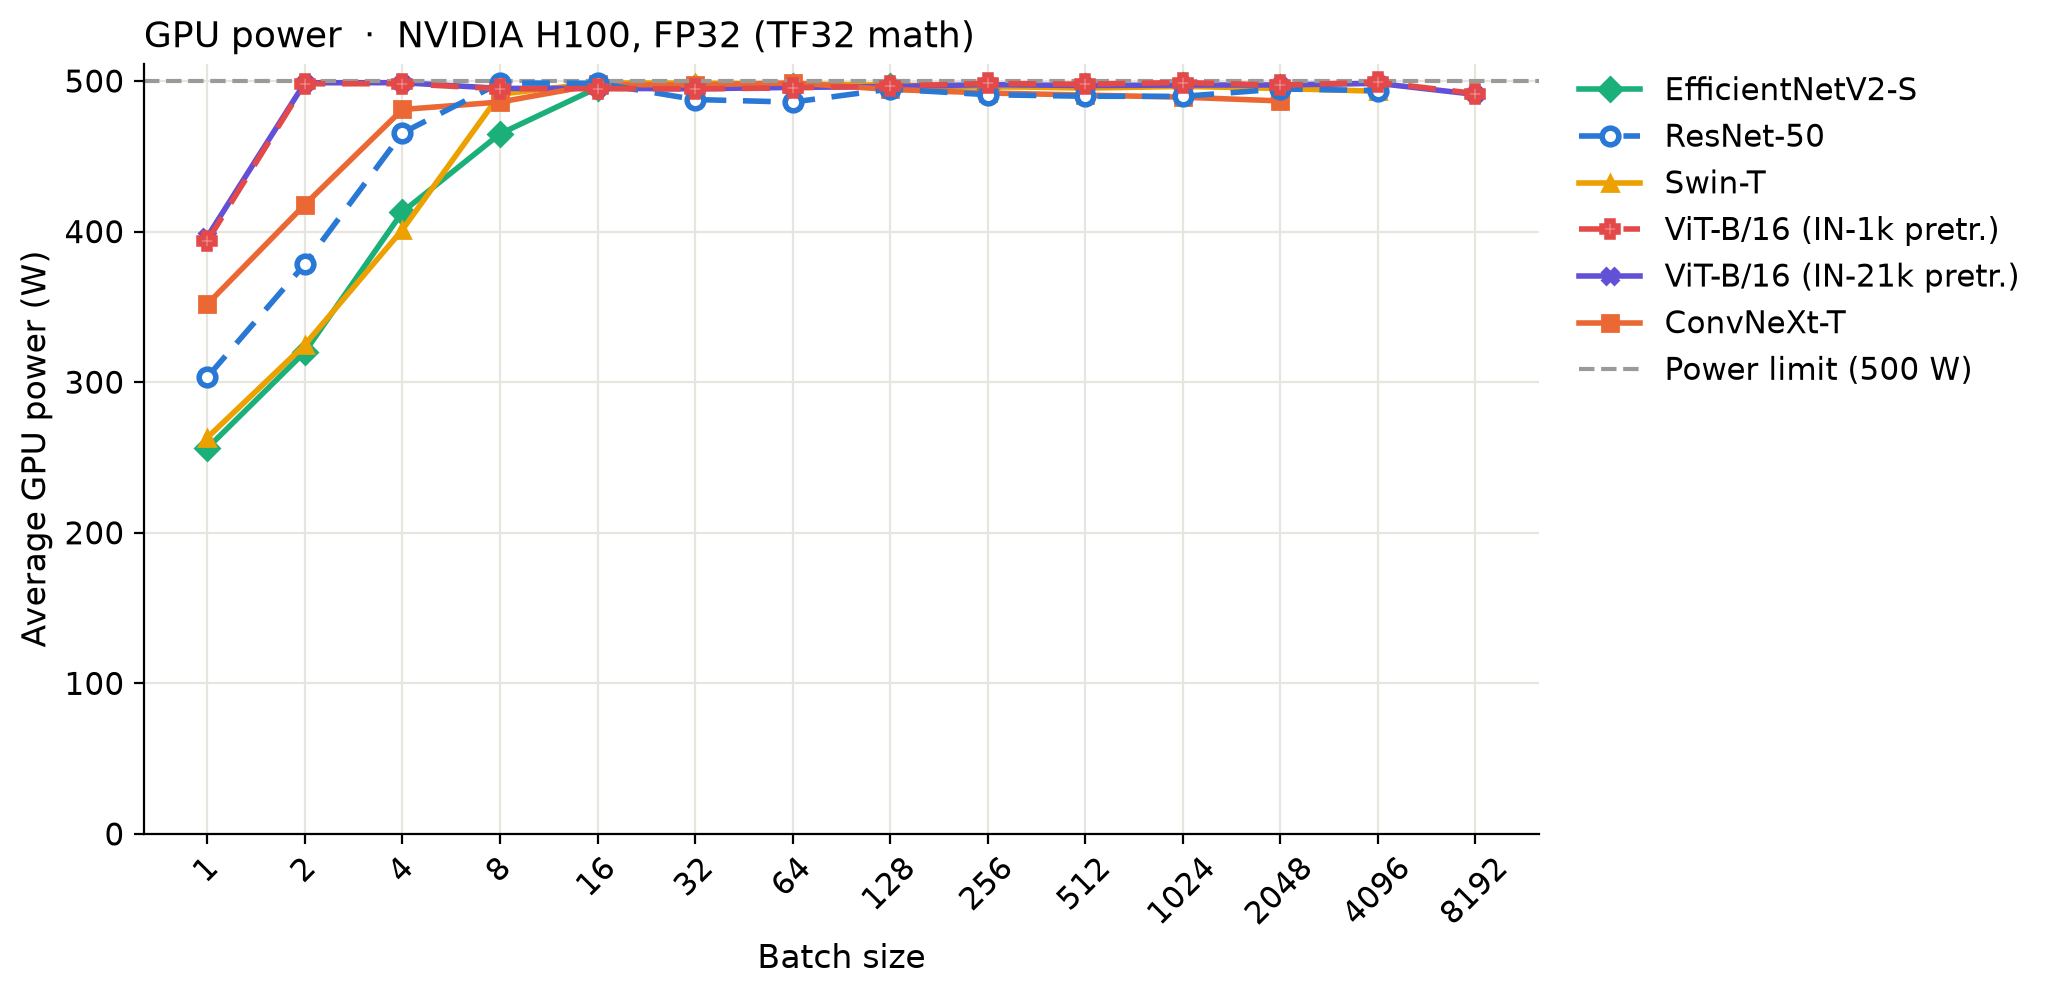 GPU power · NVIDIA H100, FP32 (TF32 math)
Average GPU power (W)
500
400
300
200
100
0
1 2 4 8 16 32 64 128 256 512 1024 2048 4096 8192
Batch size
EfficientNetV2-S
ResNet-50
Swin-T
ViT-B/16 (IN-1k pretr.)
ViT-B/16 (IN-21k pretr.)
ConvNeXt-T
Power limit (500 W)